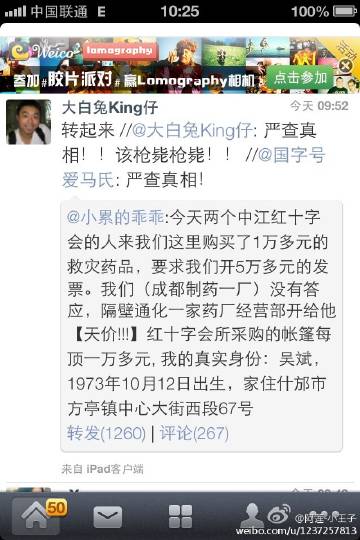 中国联通 E 10:25 100%
Weico lomography
参加#胶片派对#赢Lomography相机 点击参加
大白兔King仔 今天 09:52
转起来 //@大白兔King仔: 严查真
相！！该枪毙枪毙！！ //@国字号
爱马氏: 严查真相！
@小累的乖乖:今天两个中江红十字
会的人来我们这里购买了1万多元的
救灾药品，要求我们开5万多元的发
票。我们（成都制药一厂）没有答
应，隔壁通化一家药厂经营部开给他
【天价!!!】红十字会所采购的帐篷每
顶一万多元, 我的真实身份：吴斌，
1973年10月12日出生，家住什邡市
方亭镇中心大街西段67号
转发(1260) | 评论(267)
来自 iPad客户端
50
weibo.com/u/1237257813